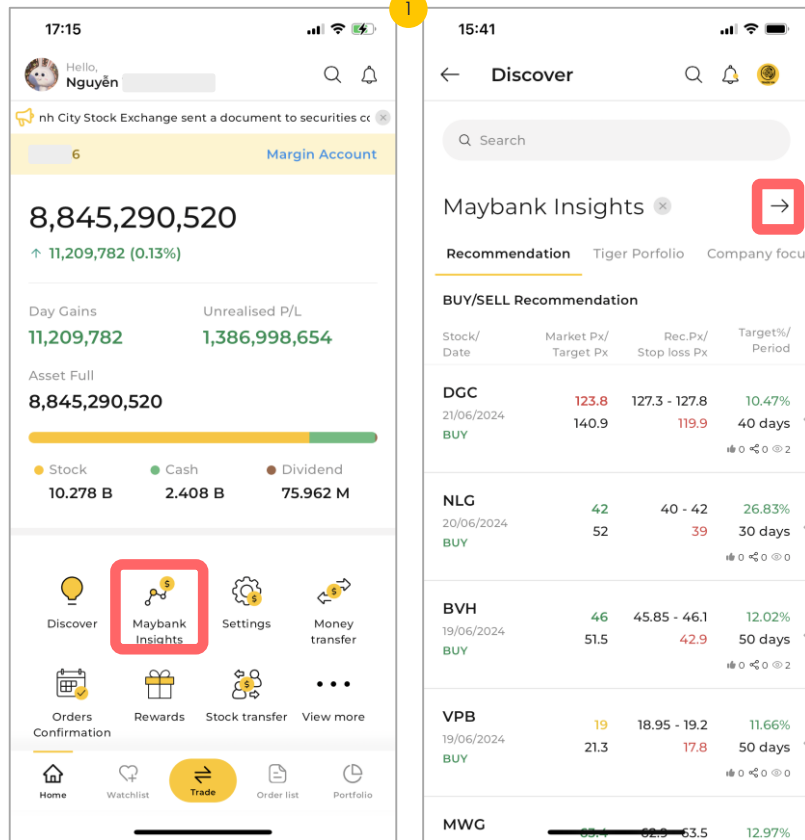 1
17:15
Hello,
Nguyễn
nh City Stock Exchange sent a document to securities cc
6 Margin Account
8,845,290,520
11,209,782 (0.13%)
Day Gains Unrealised P/L
11,209,782 1,386,998,654
Asset Full
8,845,290,520
Stock Cash Dividend
10.278 B 2.408 B 75.962 M
Discover Maybank Insights Settings Money transfer
Orders Confirmation Rewards Stock transfer View more
Home Watchlist Trade Order list Portfolio
15:41
Discover
Search
Maybank Insights
Recommendation Tiger Porfolio Company focu
BUY/SELL Recommendation
Stock/ Market Px/ Rec.Px/ Target%/
Date Target Px Stop loss Px Period
DGC 123.8 127.3 - 127.8 10.47%
21/06/2024 140.9 119.9 40 days
BUY 0 0 2
NLG 42 40 - 42 26.83%
20/06/2024 52 39 30 days
BUY 0 0 0
BVH 46 45.85 - 46.1 12.02%
19/06/2024 51.5 42.9 50 days
BUY 0 0 2
VPB 19 18.95 - 19.2 11.66%
19/06/2024 21.3 17.8 50 days
BUY 0 0 0
MWG 63.4 62.9 - 63.5 12.97%